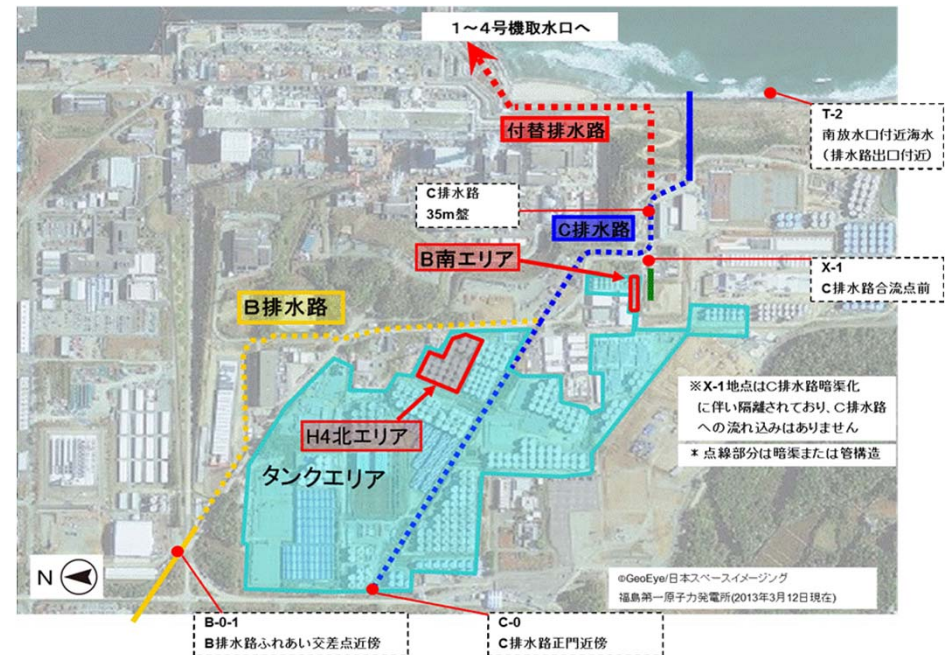 1～4号機取水口へ
付替排水路
T-2
南放水口付近海水
(排水路出口付近)
C排水路
35m盤
C排水路
B南エリア
X-1
C排水路合流点前
B排水路
※X-1地点はC排水路暗渠化
に伴い隔離されており、C排水路
への流れ込みはありません
＊点線部分は暗渠または管構造
H4北エリア
タンクエリア
N
©GeoEye/日本スペースイメージング
福島第一原子力発電所(2013年3月12日現在)
B-0-1
B排水路ふれあい交差点近傍
C-0
C排水路正門近傍